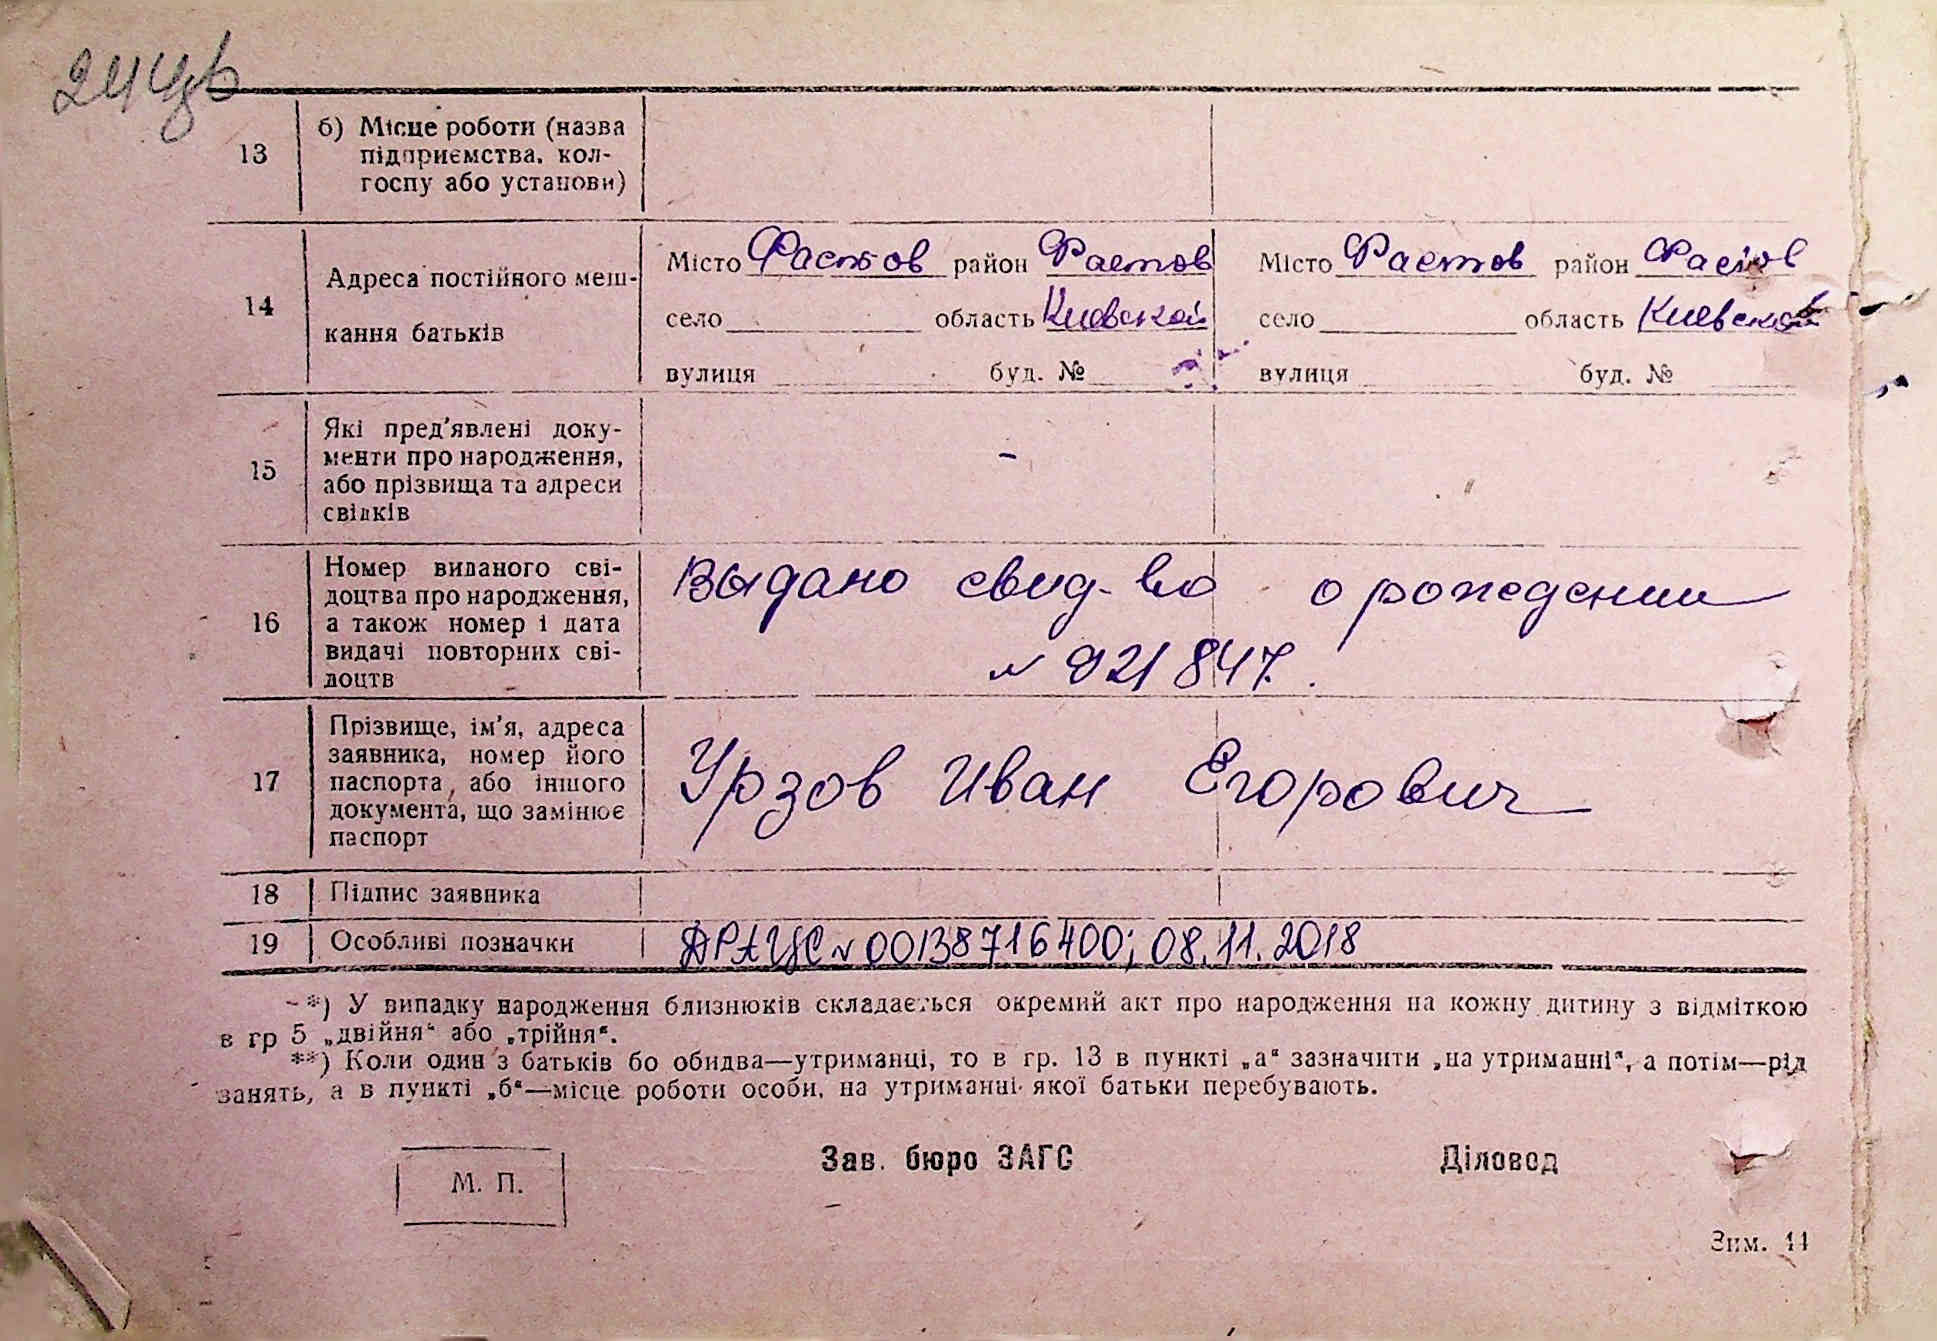 13 б) Місце роботи (назва
підприємства, кол-
госпу або установи)
14 Адреса постійного меш-
кання батьків
Місто Фастов район Фастов
село область Киевской
вулиця буд. №
Місто Фастов район Фастов
село область Киевской
вулиця буд. №
15 Які пред'явлені доку-
менти про народження,
або прізвища та адреси
свідків
-
16 Номер виданого сві-
доцтва про народження,
а також номер і дата
видачі повторних сві-
доцтв
Выдано свид-во о рождении
№ 921847.
17 Прізвище, ім'я, адреса
заявника, номер його
паспорта, або іншого
документа, що замінює
паспорт
Урзов Иван Егорович
18 Підпис заявника
19 Особливі позначки ДРАЦС № 00138716400; 08.11.2018
*) У випадку народження близнюків складається окремий акт про народження на кожну дитину з відміткою
в гр 5 „двійня“ або „трійня“.
**) Коли один з батьків бо обидва—утриманці, то в гр. 13 в пункті „а“ зазначити „на утриманні“, а потім—рід
занять, а в пункті „б“—місце роботи особи, на утриманні якої батьки перебувають.
М. П.
Зав. бюро ЗАГС
Діловод